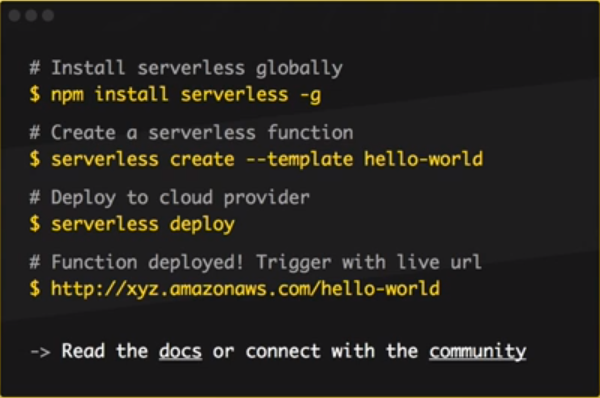 # Install serverless globally
$ npm install serverless -g
# Create a serverless function
$ serverless create --template hello-world
# Deploy to cloud provider
$ serverless deploy
# Function deployed! Trigger with live url
$ http://xyz.amazonaws.com/hello-world
-> Read the docs or connect with the community